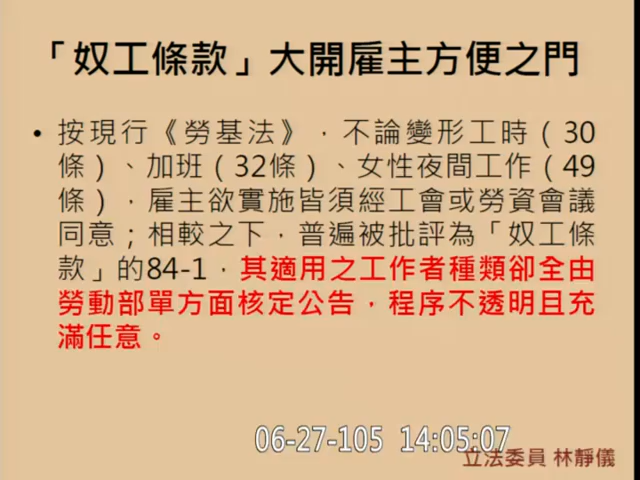 「奴工條款」大開雇主方便之門
• 按現行《勞基法》，不論變形工時（30
條）、加班（32條）、女性夜間工作（49
條），雇主欲實施皆須經工會或勞資會議
同意；相較之下，普遍被批評為「奴工條
款」的84-1，其適用之工作者種類卻全由
勞動部單方面核定公告，程序不透明且充
滿任意。
06-27-105 14:05:07
立法委員 林靜儀